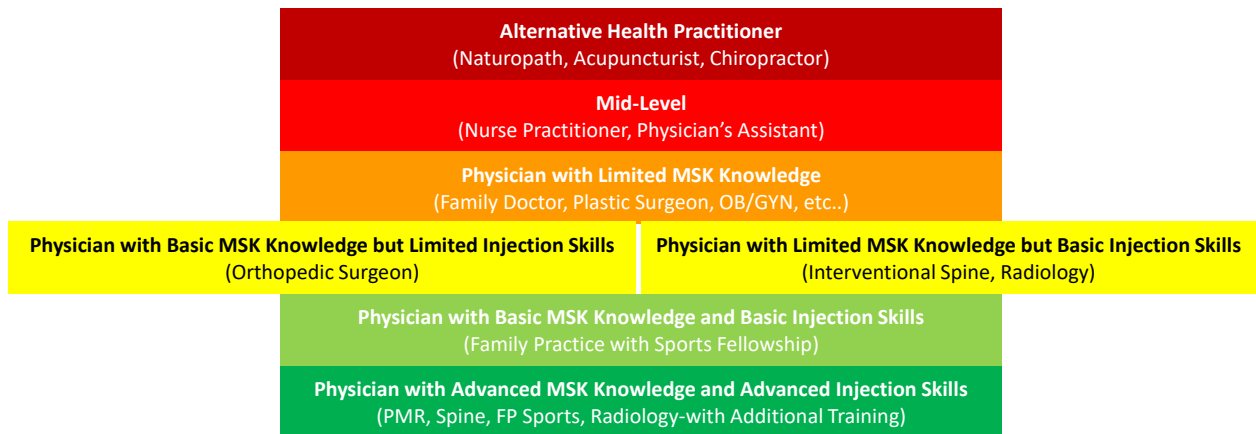 Alternative Health Practitioner
(Naturopath, Acupuncturist, Chiropractor)
Mid-Level
(Nurse Practitioner, Physician's Assistant)
Physician with Limited MSK Knowledge
(Family Doctor, Plastic Surgeon, OB/GYN, etc..)
Physician with Basic MSK Knowledge but Limited Injection Skills
(Orthopedic Surgeon)
Physician with Limited MSK Knowledge but Basic Injection Skills
(Interventional Spine, Radiology)
Physician with Basic MSK Knowledge and Basic Injection Skills
(Family Practice with Sports Fellowship)
Physician with Advanced MSK Knowledge and Advanced Injection Skills
(PMR, Spine, FP Sports, Radiology-with Additional Training)